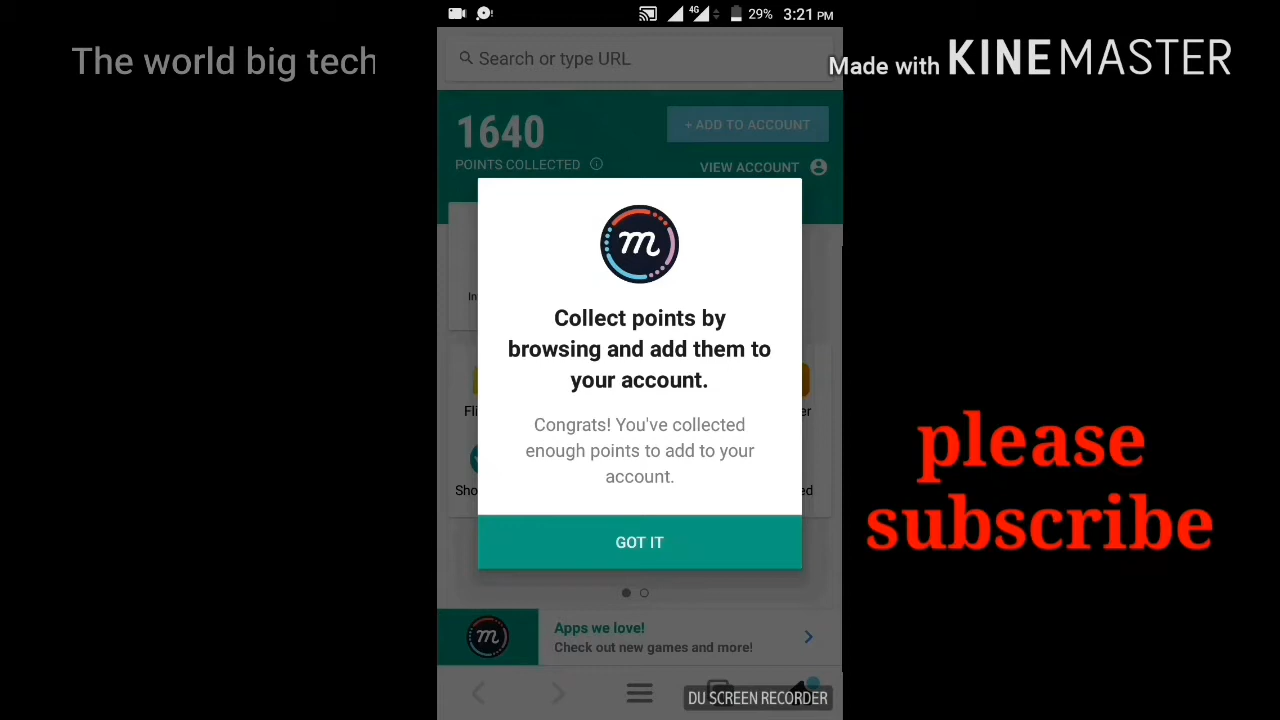 The world big tech
Made with KINEMASTER
4G 29% 3:21 PM
Search or type URL
1640
POINTS COLLECTED
+ ADD TO ACCOUNT
VIEW ACCOUNT
m
Collect points by
browsing and add them to
your account.
Congrats! You've collected
enough points to add to your
account.
GOT IT
please
subscribe
m
Apps we love!
Check out new games and more!
DU SCREEN RECORDER